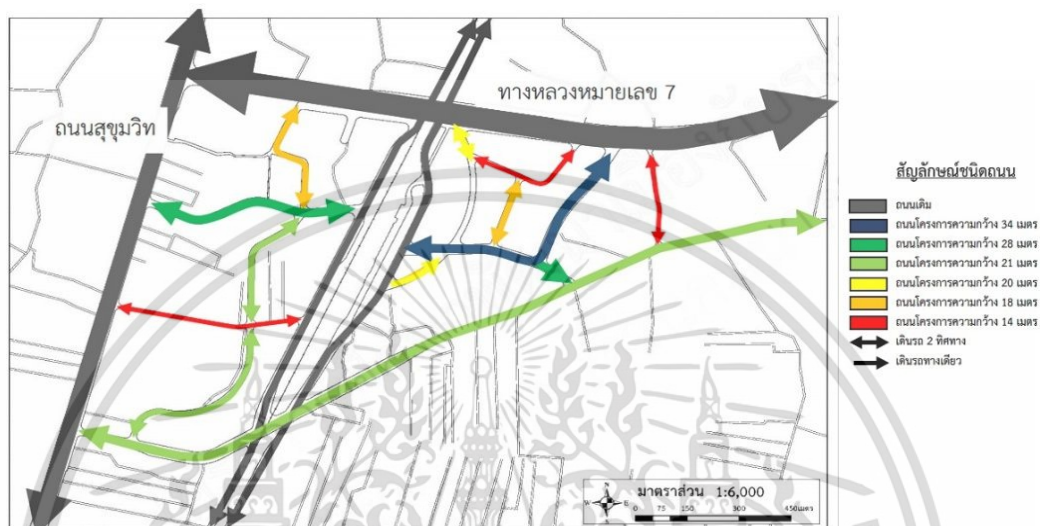 ทางหลวงหมายเลข 7
ถนนสุขุมวิท
สัญลักษณ์ชนิดถนน
ถนนเดิม
ถนนโครงการความกว้าง 34 เมตร
ถนนโครงการความกว้าง 28 เมตร
ถนนโครงการความกว้าง 21 เมตร
ถนนโครงการความกว้าง 20 เมตร
ถนนโครงการความกว้าง 18 เมตร
ถนนโครงการความกว้าง 14 เมตร
เดินรถ 2 ทิศทาง
เดินรถทางเดียว
N
W E
S
มาตราส่วน 1:6,000
0 75 150 300 450เมตร